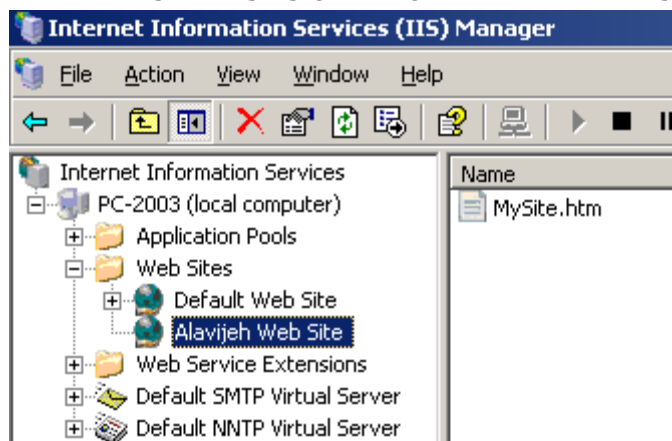 Internet Information Services (IIS) Manager
File Action View Window Help
Internet Information Services
PC-2003 (local computer)
Application Pools
Web Sites
Default Web Site
Alavijeh Web Site
Web Service Extensions
Default SMTP Virtual Server
Default NNTP Virtual Server
Name
MySite.htm